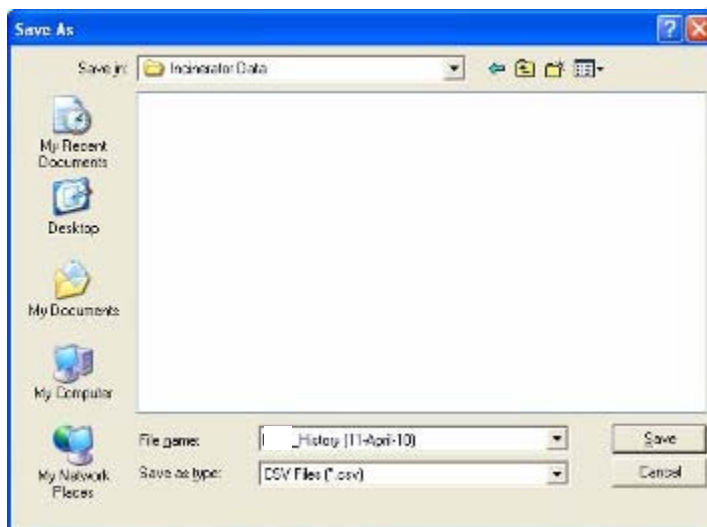 Save As
Save in: Incinerator Data
My Recent
Documents
Desktop
My Documents
My Computer
My Network
Places
File name: _History (11-April-10)
Save
Save as type: CSV Files (*.csv)
Cancel